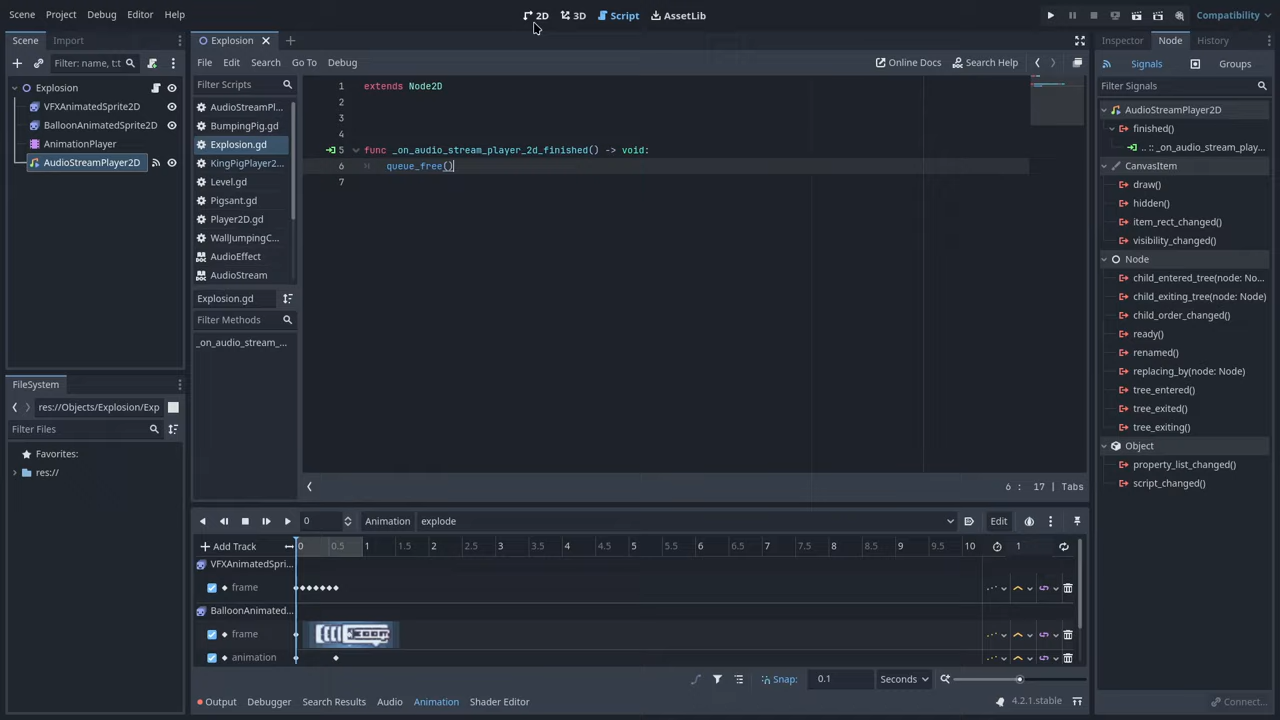 Scene Project Debug Editor Help
2D 3D Script AssetLib
Compatibility
Scene Import
Filter: name, t:t
Explosion
VFXAnimatedSprite2D
BalloonAnimatedSprite2D
AnimationPlayer
AudioStreamPlayer2D
FileSystem
res://Objects/Explosion/Exp
Filter Files
Favorites:
res://
Explosion
File Edit Search Go To Debug
Online Docs Search Help
Filter Scripts
AudioStreamPl...
BumpingPig.gd
Explosion.gd
KingPigPlayer2...
Level.gd
Pigsant.gd
Player2D.gd
WallJumpingC...
AudioEffect
AudioStream
Explosion.gd
Filter Methods
_on_audio_stream_...
1 extends Node2D
2
3
4
5 func _on_audio_stream_player_2d_finished() -> void:
6 queue_free()
7
6 : 17 | Tabs
0 Animation explode Edit
Add Track 0 0.5 1 1.5 2 2.5 3 3.5 4 4.5 5 5.5 6 6.5 7 7.5 8 8.5 9 9.5 10 1
VFXAnimatedSpri...
frame
BalloonAnimated...
frame
animation
Snap: 0.1 Seconds
Output Debugger Search Results Audio Animation Shader Editor
4.2.1.stable
Inspector Node History
Signals Groups
Filter Signals
AudioStreamPlayer2D
finished()
.. :: _on_audio_stream_play...
CanvasItem
draw()
hidden()
item_rect_changed()
visibility_changed()
Node
child_entered_tree(node: No...
child_exiting_tree(node: Node)
child_order_changed()
ready()
renamed()
replacing_by(node: Node)
tree_entered()
tree_exited()
tree_exiting()
Object
property_list_changed()
script_changed()
Connect...